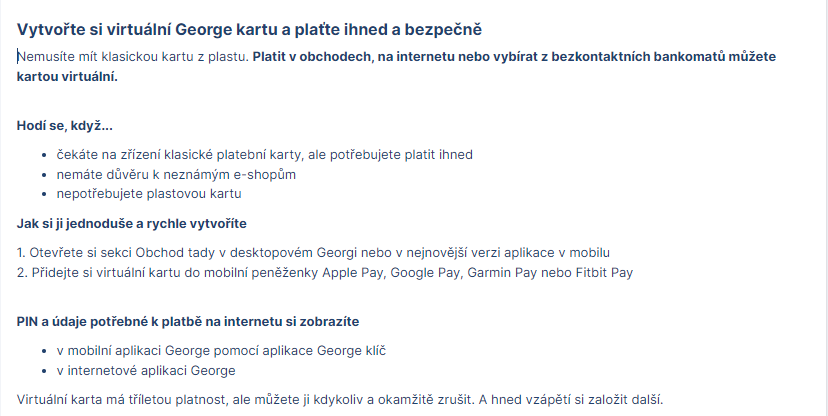 Vytvořte si virtuální George kartu a plaťte ihned a bezpečně
Nemusíte mít klasickou kartu z plastu. Platit v obchodech, na internetu nebo vybírat z bezkontaktních bankomatů můžete
kartou virtuální.
Hodí se, když...
• čekáte na zřízení klasické platební karty, ale potřebujete platit ihned
• nemáte důvěru k neznámým e-shopům
• nepotřebujete plastovou kartu
Jak si ji jednoduše a rychle vytvoříte
1. Otevřete si sekci Obchod tady v desktopovém Georgi nebo v nejnovější verzi aplikace v mobilu
2. Přidejte si virtuální kartu do mobilní peněženky Apple Pay, Google Pay, Garmin Pay nebo Fitbit Pay
PIN a údaje potřebné k platbě na internetu si zobrazíte
• v mobilní aplikaci George pomocí aplikace George klíč
• v internetové aplikaci George
Virtuální karta má tříletou platnost, ale můžete ji kdykoliv a okamžitě zrušit. A hned vzápětí si založit další.